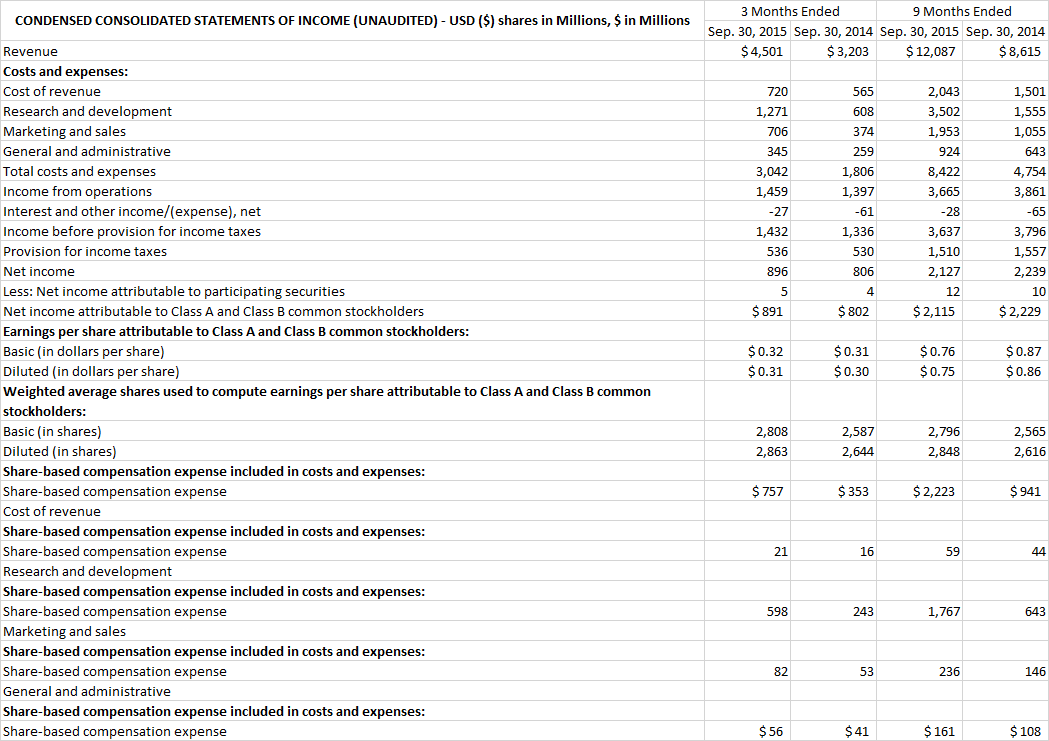 CONDENSED CONSOLIDATED STATEMENTS OF INCOME (UNAUDITED) - USD ($) shares in Millions, $ in Millions 3 Months Ended 9 Months Ended
Sep. 30, 2015 Sep. 30, 2014 Sep. 30, 2015 Sep. 30, 2014
Revenue $ 4,501 $ 3,203 $ 12,087 $ 8,615
Costs and expenses:
Cost of revenue 720 565 2,043 1,501
Research and development 1,271 608 3,502 1,555
Marketing and sales 706 374 1,953 1,055
General and administrative 345 259 924 643
Total costs and expenses 3,042 1,806 8,422 4,754
Income from operations 1,459 1,397 3,665 3,861
Interest and other income/(expense), net -27 -61 -28 -65
Income before provision for income taxes 1,432 1,336 3,637 3,796
Provision for income taxes 536 530 1,510 1,557
Net income 896 806 2,127 2,239
Less: Net income attributable to participating securities 5 4 12 10
Net income attributable to Class A and Class B common stockholders $ 891 $ 802 $ 2,115 $ 2,229
Earnings per share attributable to Class A and Class B common stockholders:
Basic (in dollars per share) $ 0.32 $ 0.31 $ 0.76 $ 0.87
Diluted (in dollars per share) $ 0.31 $ 0.30 $ 0.75 $ 0.86
Weighted average shares used to compute earnings per share attributable to Class A and Class B common
stockholders:
Basic (in shares) 2,808 2,587 2,796 2,565
Diluted (in shares) 2,863 2,644 2,848 2,616
Share-based compensation expense included in costs and expenses:
Share-based compensation expense $ 757 $ 353 $ 2,223 $ 941
Cost of revenue
Share-based compensation expense included in costs and expenses:
Share-based compensation expense 21 16 59 44
Research and development
Share-based compensation expense included in costs and expenses:
Share-based compensation expense 598 243 1,767 643
Marketing and sales
Share-based compensation expense included in costs and expenses:
Share-based compensation expense 82 53 236 146
General and administrative
Share-based compensation expense included in costs and expenses:
Share-based compensation expense $ 56 $ 41 $ 161 $ 108